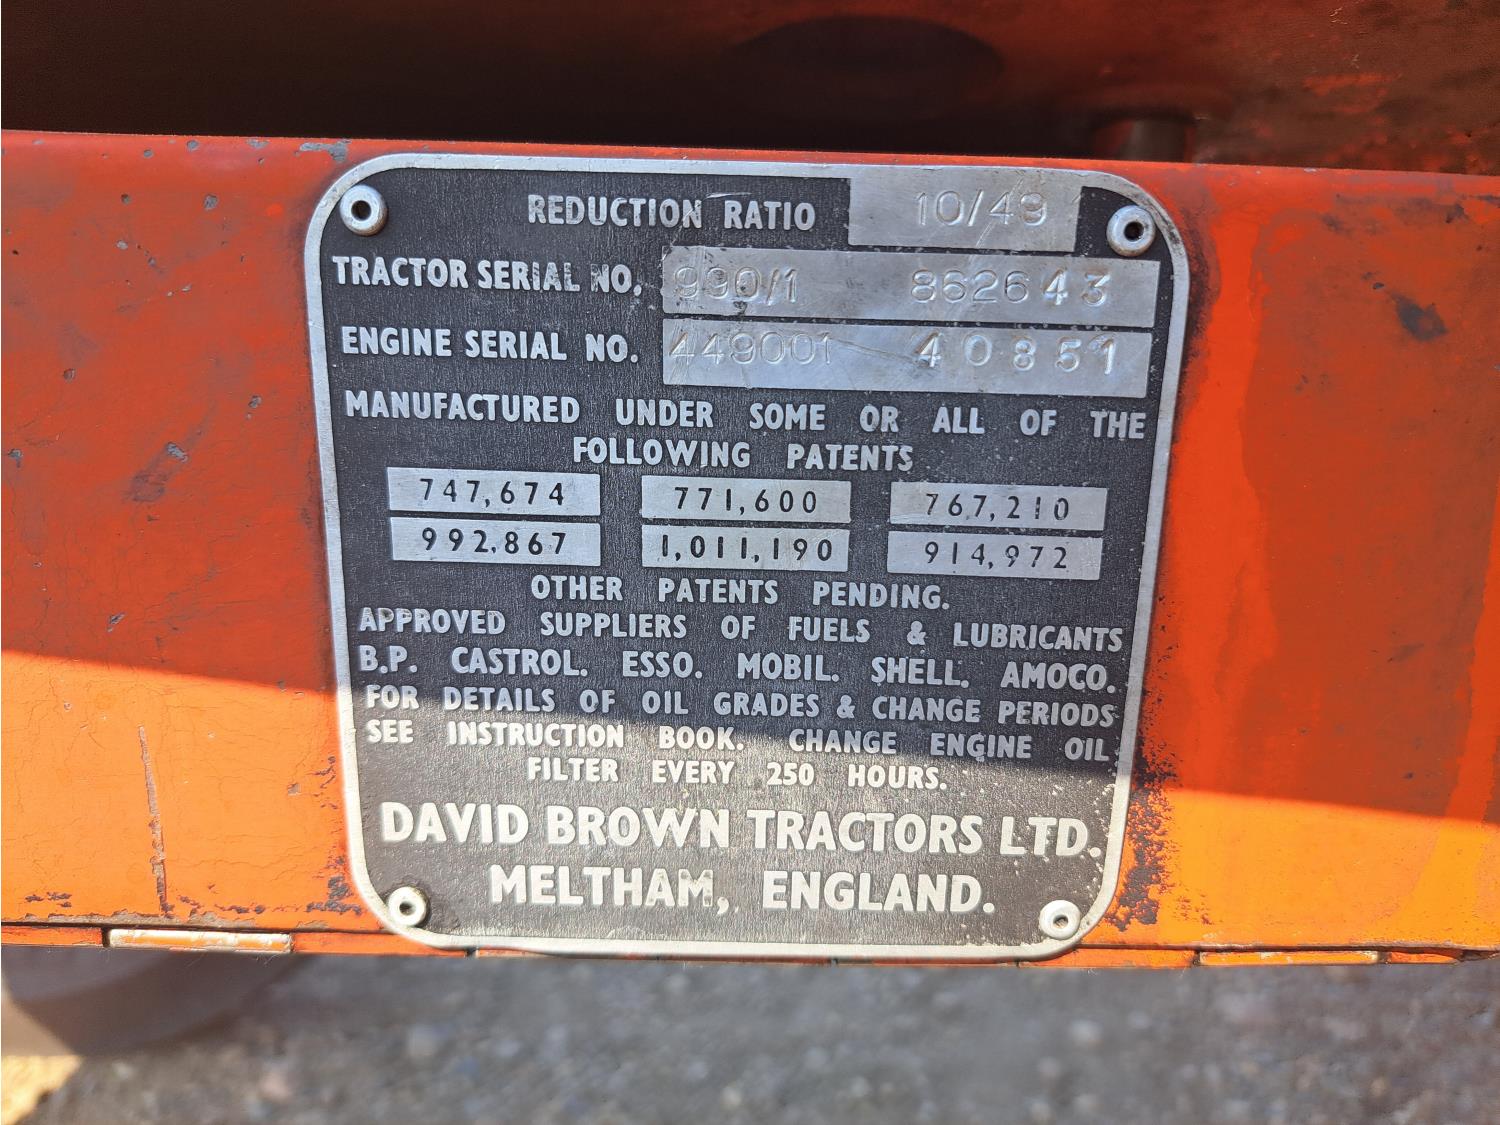 REDUCTION RATIO 10/49
TRACTOR SERIAL NO. 990/1 862643
ENGINE SERIAL NO. 449001 40851
MANUFACTURED UNDER SOME OR ALL OF THE
FOLLOWING PATENTS
747,674 771,600 767,210
992,867 1,011,190 914,972
OTHER PATENTS PENDING.
APPROVED SUPPLIERS OF FUELS & LUBRICANTS
B.P. CASTROL. ESSO. MOBIL. SHELL. AMOCO.
FOR DETAILS OF OIL GRADES & CHANGE PERIODS
SEE INSTRUCTION BOOK. CHANGE ENGINE OIL
FILTER EVERY 250 HOURS.
DAVID BROWN TRACTORS LTD.
MELTHAM, ENGLAND.